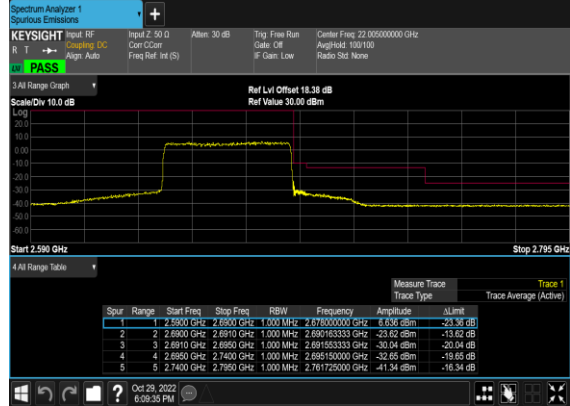 Spectrum Analyzer 1
Spurious Emissions
KEYSIGHT Input: RF Input Z: 50 Ω Atten: 30 dB Trig: Free Run Center Freq: 22.005000000 GHz
R T Coupling: DC Corr CCorr Gate: Off Avg|Hold: 100/100
Align: Auto Freq Ref: Int (S) IF Gain: Low Radio Std: None
PASS
3 All Range Graph
Ref Lvl Offset 18.38 dB
Scale/Div 10.0 dB Ref Value 30.00 dBm
Log
20.0
10.0
0.00
-10.0
-20.0
-30.0
-40.0
-50.0
-60.0
Start 2.590 GHz Stop 2.795 GHz
4 All Range Table
Measure Trace Trace 1
Trace Type Trace Average (Active)
Spur Range Start Freq Stop Freq RBW Frequency Amplitude ΔLimit
1 1 2.5900 GHz 2.6900 GHz 1.000 MHz 2.678000000 GHz 6.636 dBm -23.36 dB
2 2 2.6900 GHz 2.6910 GHz 1.000 MHz 2.690163333 GHz -23.62 dBm -13.62 dB
3 3 2.6910 GHz 2.6950 GHz 1.000 MHz 2.691553333 GHz -30.04 dBm -20.04 dB
4 4 2.6950 GHz 2.7400 GHz 1.000 MHz 2.695150000 GHz -32.65 dBm -19.65 dB
5 5 2.7400 GHz 2.7950 GHz 1.000 MHz 2.761725000 GHz -41.34 dBm -16.34 dB
? Oct 29, 2022
6:09:35 PM